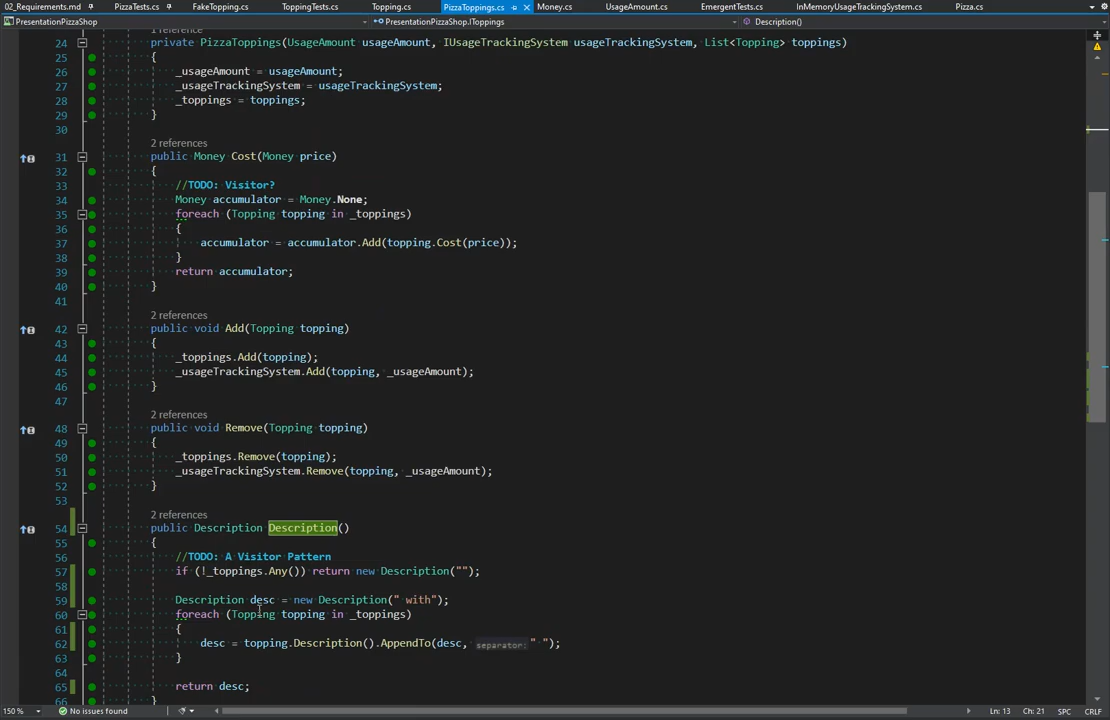 02_Requirements.md PizzaTests.cs FakeTopping.cs ToppingTests.cs Topping.cs PizzaToppings.cs Money.cs UsageAmount.cs EmergentTests.cs InMemoryUsageTrackingSystem.cs Pizza.cs
PresentationPizzaShop PresentationPizzaShop.IToppings Description()
1 reference
24 private PizzaToppings(UsageAmount usageAmount, IUsageTrackingSystem usageTrackingSystem, List<Topping> toppings)
25 {
26 _usageAmount = usageAmount;
27 _usageTrackingSystem = usageTrackingSystem;
28 _toppings = toppings;
29 }
30
2 references
31 public Money Cost(Money price)
32 {
33 //TODO: Visitor?
34 Money accumulator = Money.None;
35 foreach (Topping topping in _toppings)
36 {
37 accumulator = accumulator.Add(topping.Cost(price));
38 }
39 return accumulator;
40 }
41
2 references
42 public void Add(Topping topping)
43 {
44 _toppings.Add(topping);
45 _usageTrackingSystem.Add(topping, _usageAmount);
46 }
47
2 references
48 public void Remove(Topping topping)
49 {
50 _toppings.Remove(topping);
51 _usageTrackingSystem.Remove(topping, _usageAmount);
52 }
53
2 references
54 public Description Description()
55 {
56 //TODO: A Visitor Pattern
57 if (!_toppings.Any()) return new Description("");
58
59 Description desc = new Description(" with");
60 foreach (Topping topping in _toppings)
61 {
62 desc = topping.Description().AppendTo(desc, separator: " ");
63 }
64
65 return desc;
66 }
150 % No issues found Ln: 13 Ch: 21 SPC CRLF